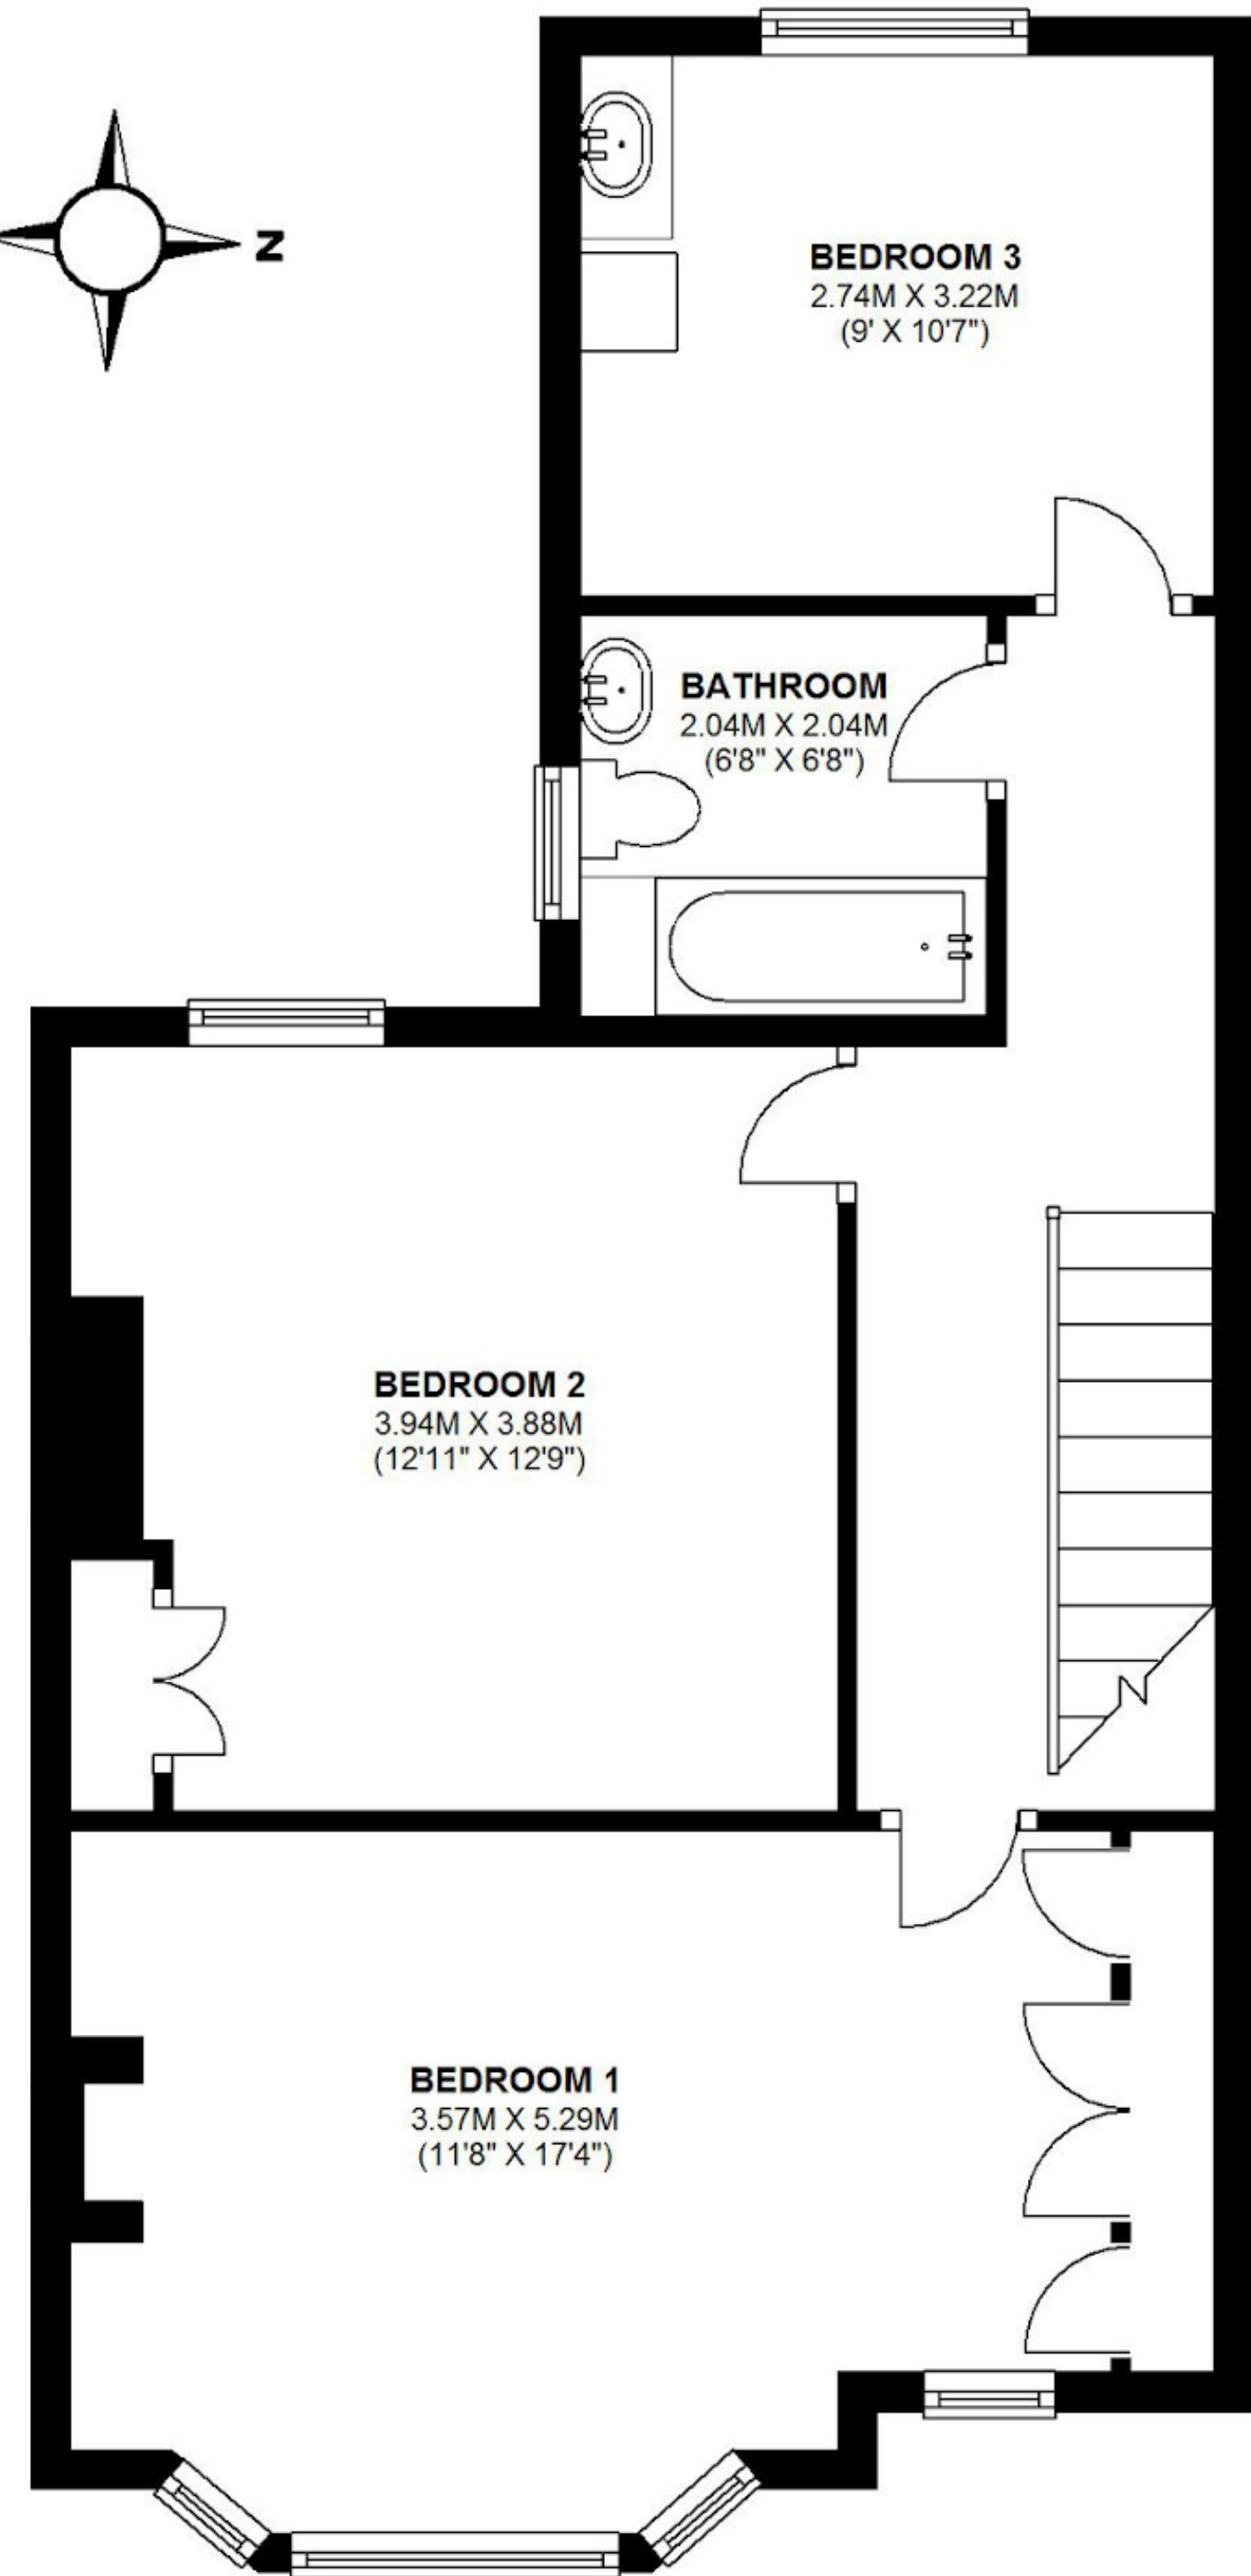 N
BEDROOM 3
2.74M X 3.22M
(9' X 10'7")
BATHROOM
2.04M X 2.04M
(6'8" X 6'8")
BEDROOM 2
3.94M X 3.88M
(12'11" X 12'9")
BEDROOM 1
3.57M X 5.29M
(11'8" X 17'4")